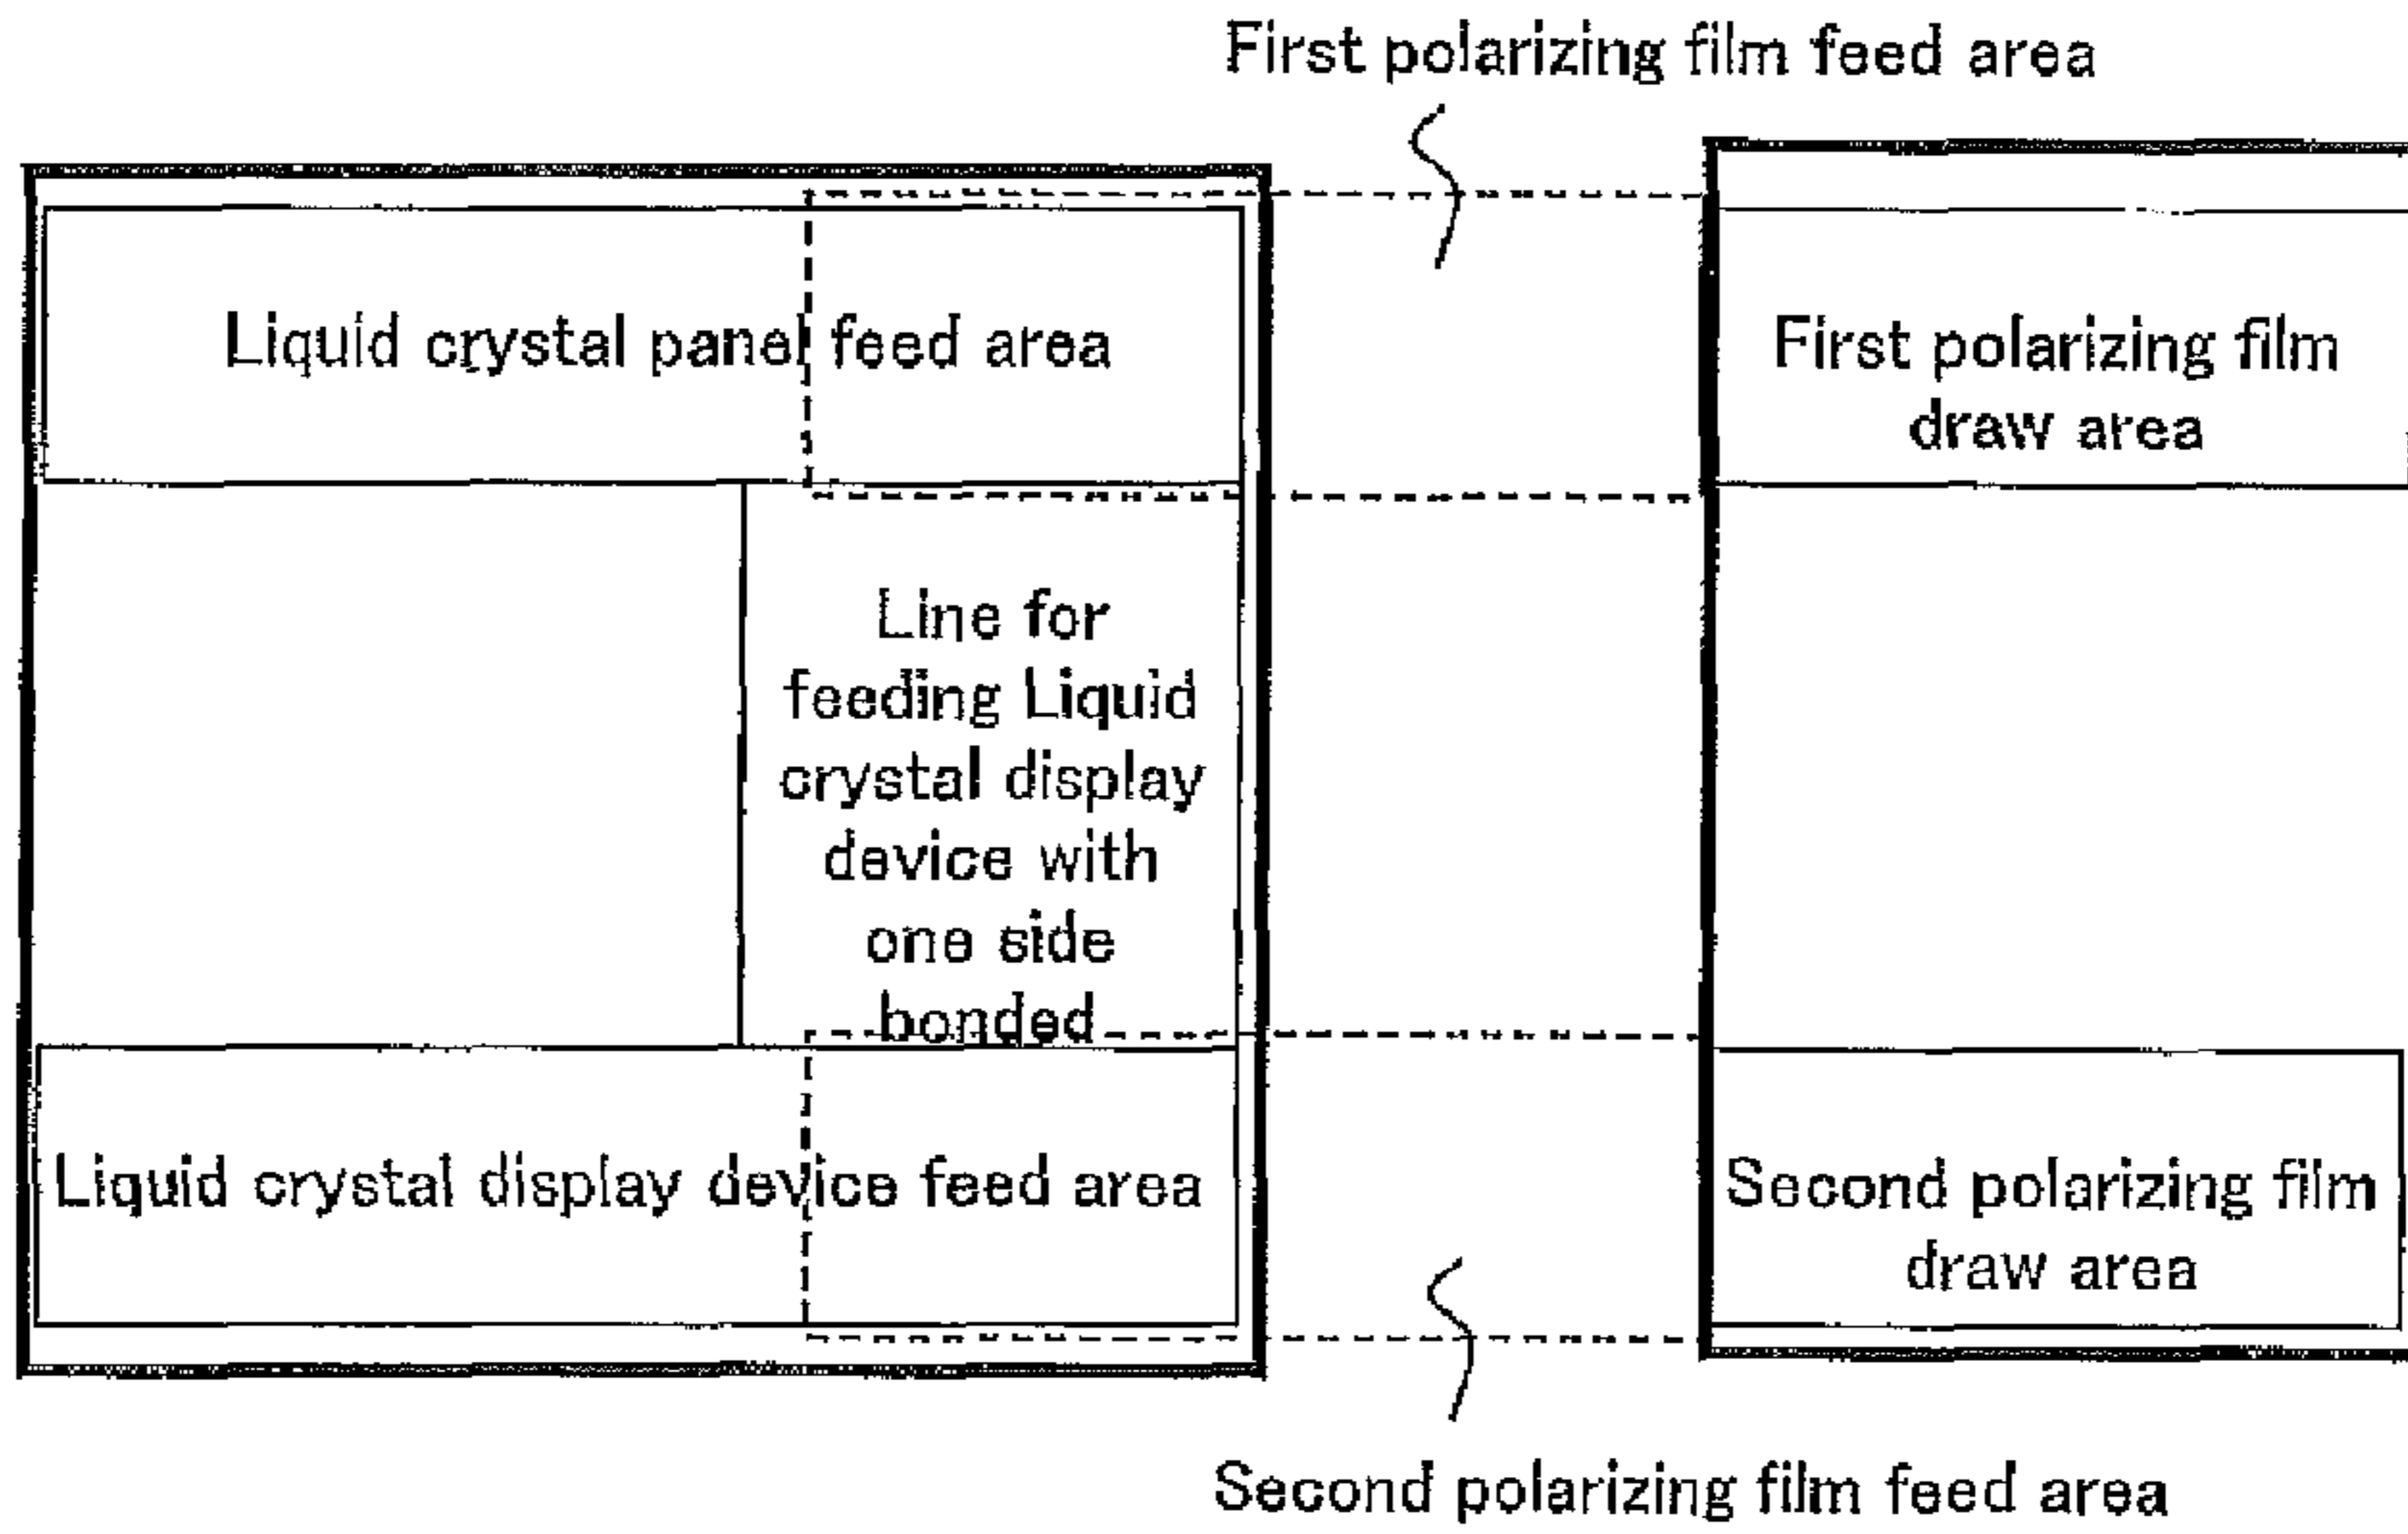 First polarizing film feed area
Liquid crystal panel feed area
First polarizing film
draw area
Line for
feeding Liquid
crystal display
device with
one side
bonded
Liquid crystal display device feed area
Second polarizing film
draw area
Second polarizing film feed area